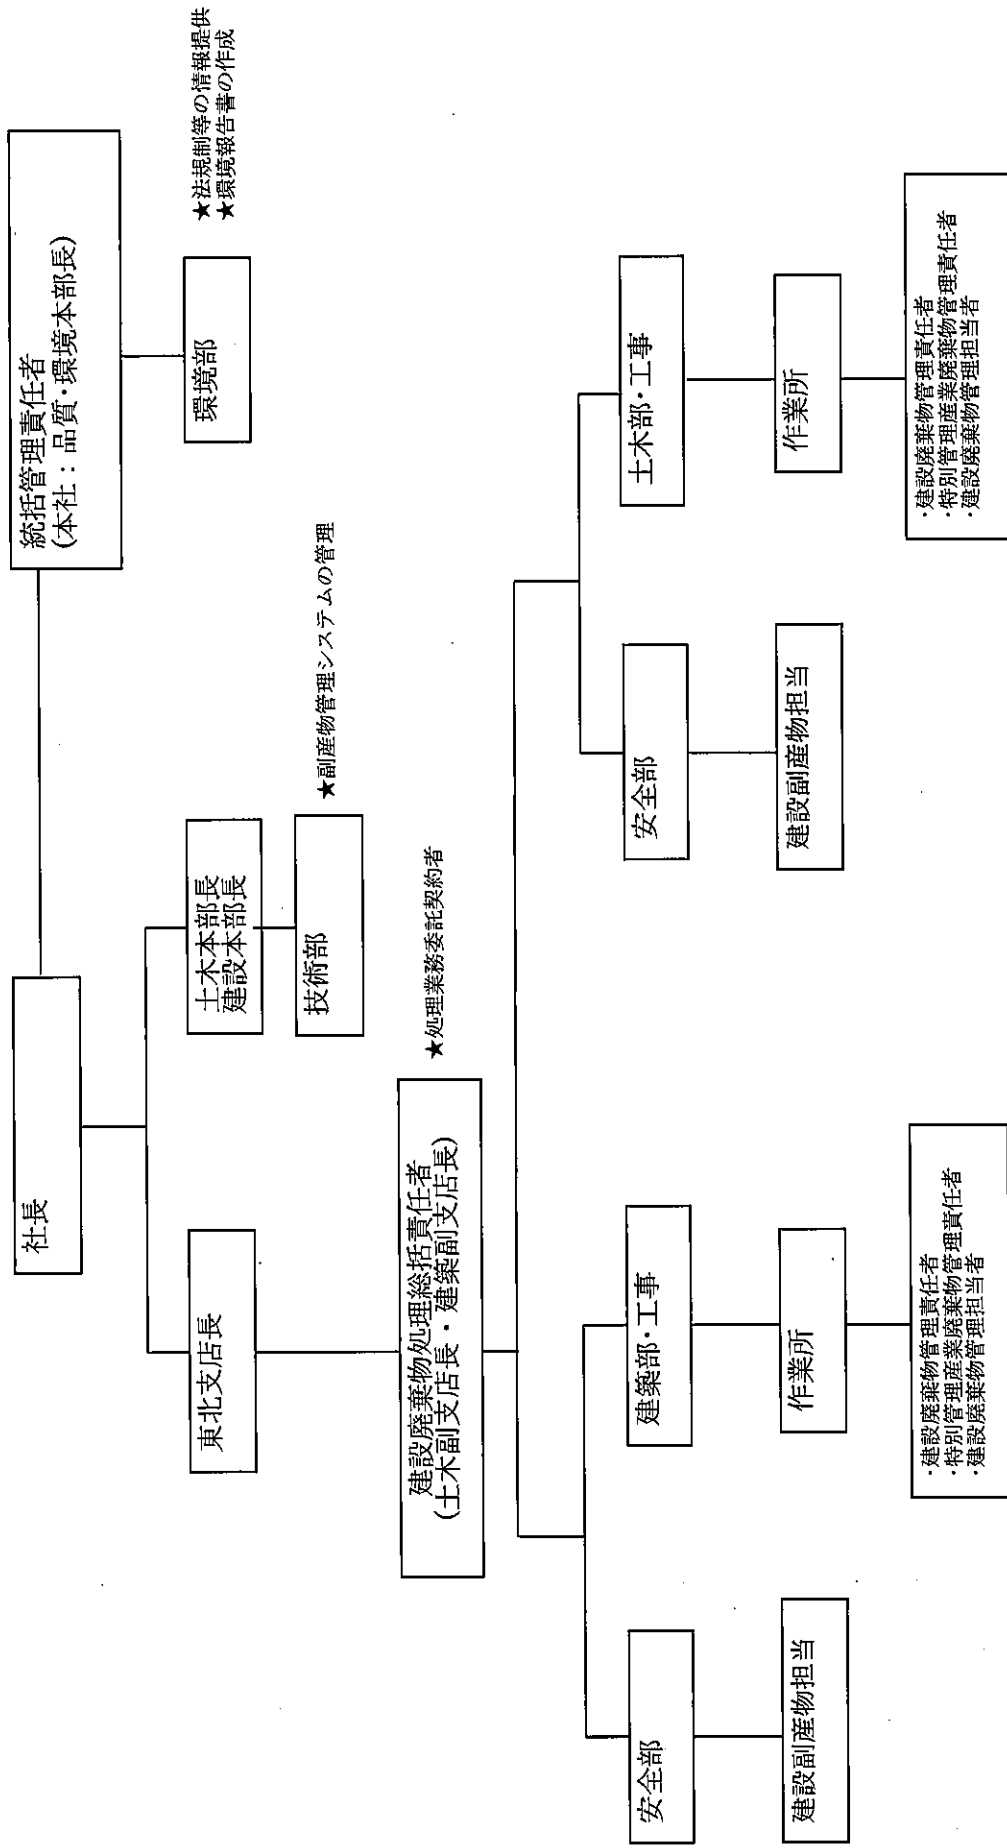 社長
統括管理責任者
(本社：品質・環境本部長)
環境部
★法規制等の情報提供
★環境報告書の作成
東北支店長
土木本部長
建設本部長
技術部
★副産物管理システムの管理
建設廃棄物処理総括責任者
(土木副支店長・建築副支店長)
★処理業務委託契約者
安全部
建設副産物担当
建築部・工事
作業所
・建設廃棄物管理責任者
・特別管理産業廃棄物管理責任者
・建設廃棄物管理担当者
安全部
建設副産物担当
土木部・工事
作業所
・建設廃棄物管理責任者
・特別管理産業廃棄物管理責任者
・建設廃棄物管理担当者